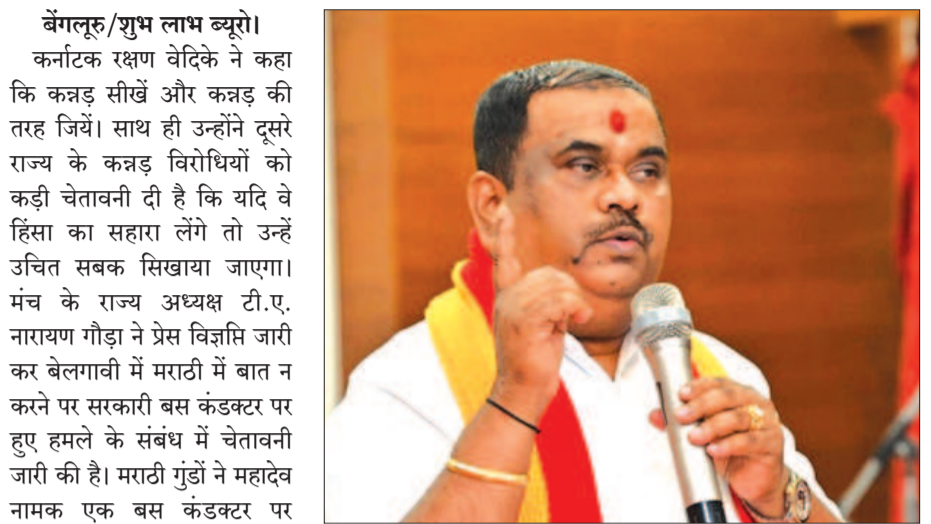 बेंगलूरु/शुभ लाभ ब्यूरो।
कर्नाटक रक्षण वेदिके ने कहा
कि कन्नड़ सीखें और कन्नड़ की
तरह जियें। साथ ही उन्होंने दूसरे
राज्य के कन्नड़ विरोधियों को
कड़ी चेतावनी दी है कि यदि वे
हिंसा का सहारा लेंगे तो उन्हें
उचित सबक सिखाया जाएगा।
मंच के राज्य अध्यक्ष टी.ए.
नारायण गौड़ा ने प्रेस विज्ञप्ति जारी
कर बेलगावी में मराठी में बात न
करने पर सरकारी बस कंडक्टर पर
हुए हमले के संबंध में चेतावनी
जारी की है। मराठी गुंडों ने महादेव
नामक एक बस कंडक्टर पर